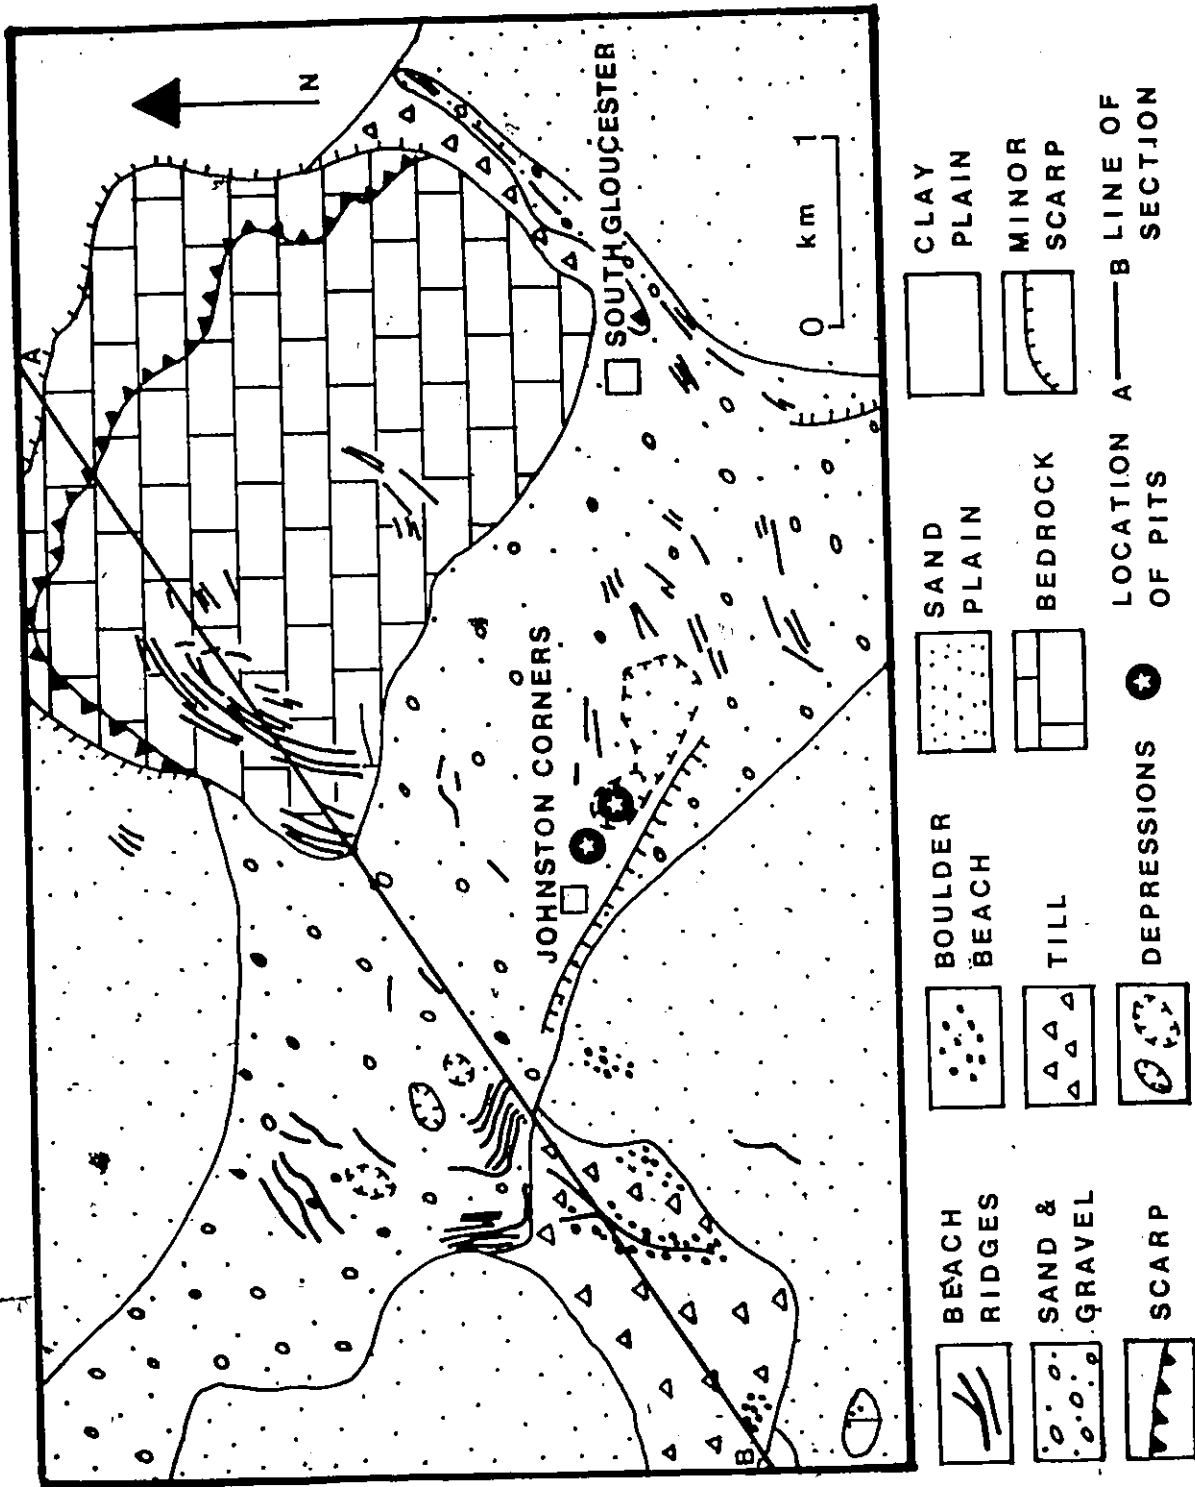 A
N
SOUTH GLOUCESTER
JOHNSTON CORNERS
B
0 km 1
BEACH
RIDGES
BOULDER
BEACH
SAND
PLAIN
CLAY
PLAIN
SAND &
GRAVEL
TILL
BEDROCK
MINOR
SCARP
SCARP
DEPRESSIONS
LOCATION
OF PITS
A B LINE OF
SECTION